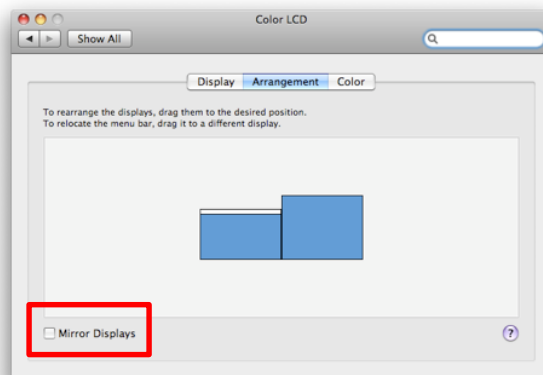 Color LCD
Show All
Display Arrangement Color
To rearrange the displays, drag them to the desired position.
To relocate the menu bar, drag it to a different display.
Mirror Displays
?